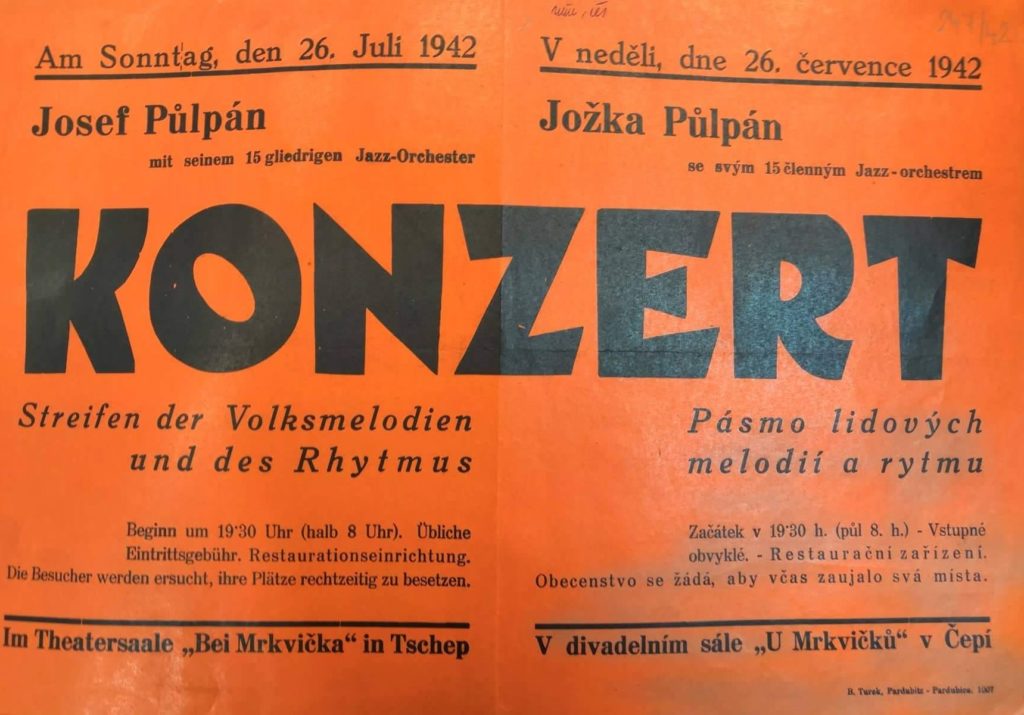 Am Sonntag, den 26. Juli 1942
Josef Půlpán
mit seinem 15 gliedrigen Jazz-Orchester
V neděli, dne 26. července 1942
Jožka Půlpán
se svým 15 členným Jazz-orchestrem
KONZERT
Streifen der Volksmelodien
und des Rhytmus
Beginn um 19·30 Uhr (halb 8 Uhr). Übliche
Eintrittsgebühr. Restaurationseinrichtung.
Die Besucher werden ersucht, ihre Plätze rechtzeitig zu besetzen.
Im Theatersaale „Bei Mrkvička“ in Tschep
Pásmo lidových
melodií a rytmu
Začátek v 19·30 h. (půl 8. h.) - Vstupné
obvyklé. - Restaurační zařízení.
Obecenstvo se žádá, aby včas zaujalo svá místa.
V divadelním sále „U Mrkvičků“ v Čepí
B. Turek, Pardubitz - Pardubice. 1007